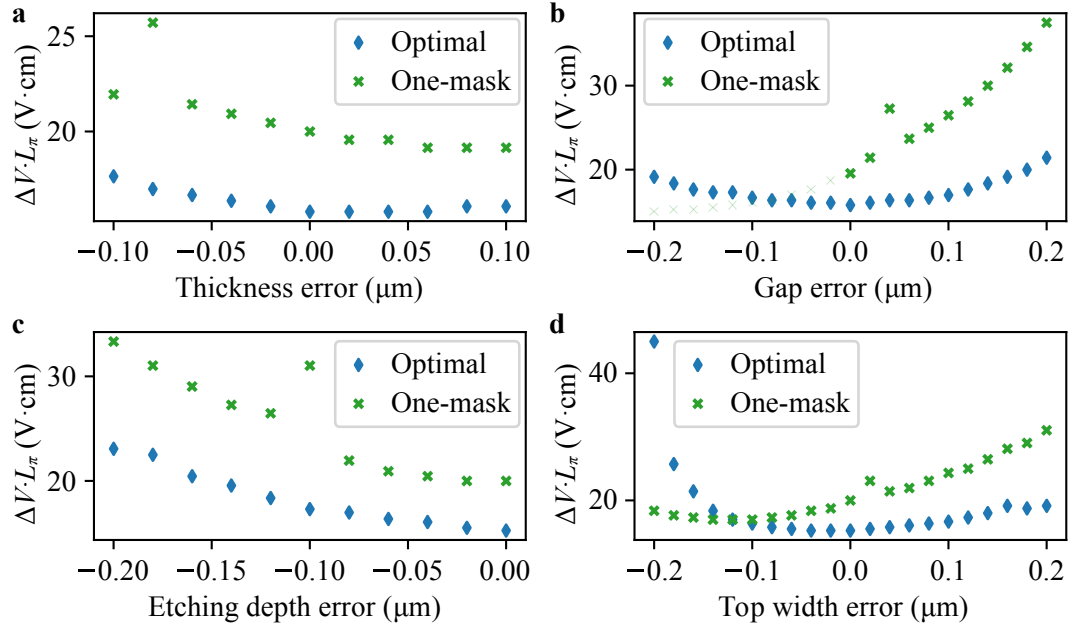 a
25
20
ΔV·Lπ (V·cm)
Optimal
One-mask
−0.10 −0.05 0.00 0.05 0.10
Thickness error (μm)
b
30
20
ΔV·Lπ (V·cm)
Optimal
One-mask
−0.2 −0.1 0.0 0.1 0.2
Gap error (μm)
c
30
20
ΔV·Lπ (V·cm)
Optimal
One-mask
−0.20 −0.15 −0.10 −0.05 0.00
Etching depth error (μm)
d
40
20
ΔV·Lπ (V·cm)
Optimal
One-mask
−0.2 −0.1 0.0 0.1 0.2
Top width error (μm)